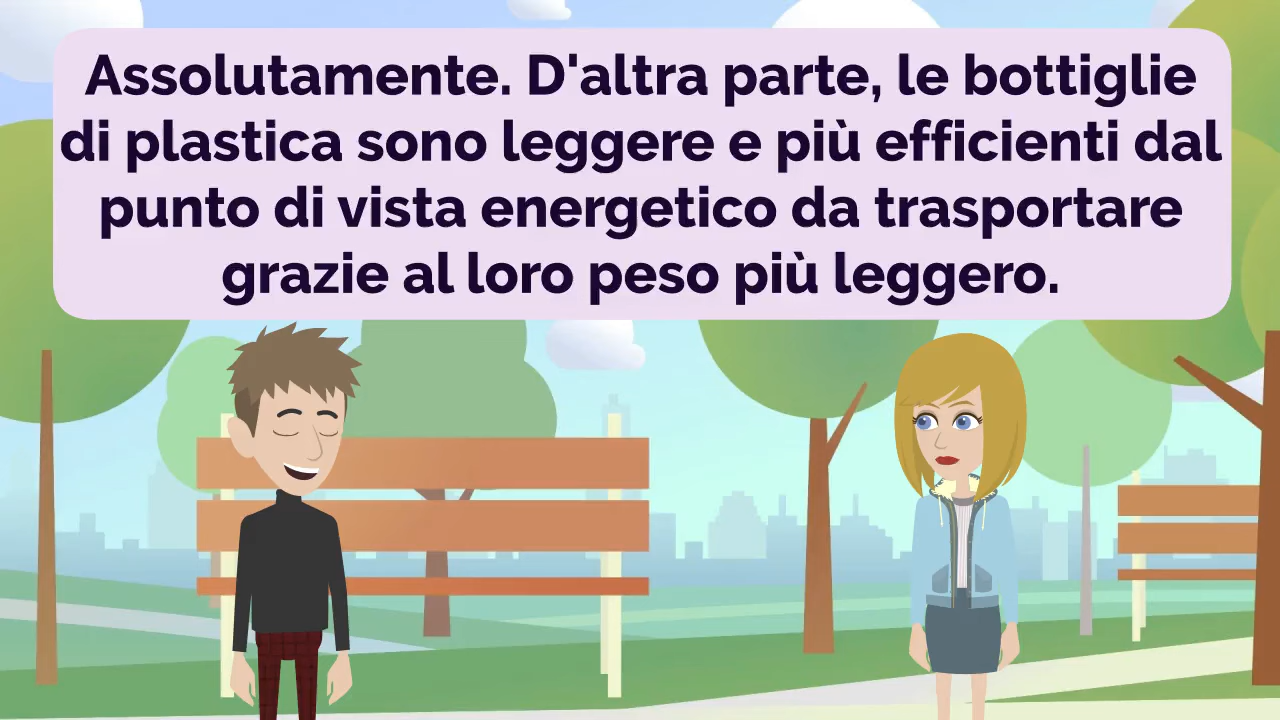 Assolutamente. D'altra parte, le bottiglie
di plastica sono leggere e più efficienti dal
punto di vista energetico da trasportare
grazie al loro peso più leggero.